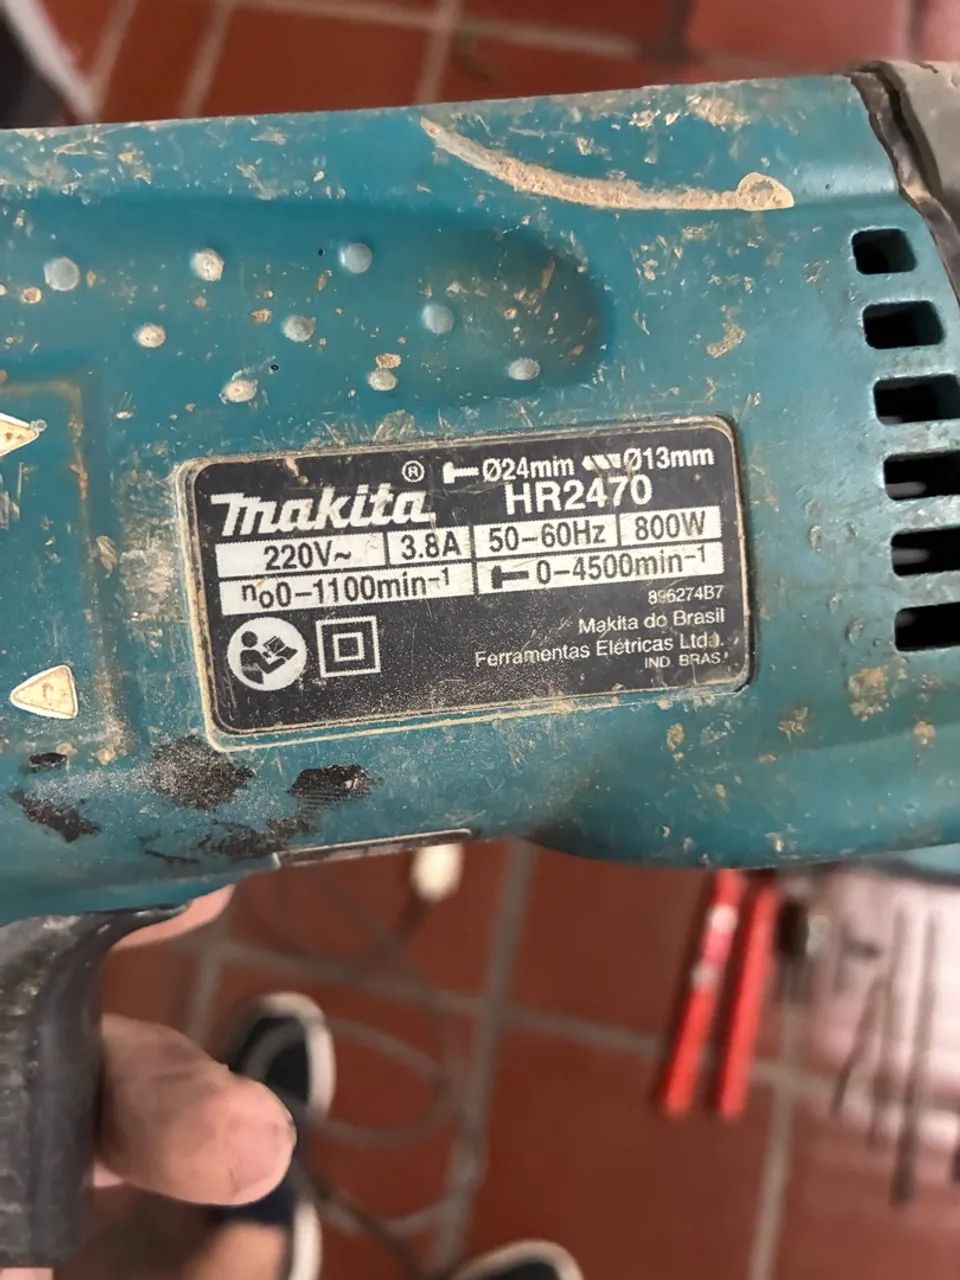 ® Ø24mm Ø13mm
makita HR2470
220V~ 3.8A 50-60Hz 800W
no0-1100min-1 0-4500min-1
896274B7
Makita do Brasil
Ferramentas Elétricas Ltda.
IND. BRAS.